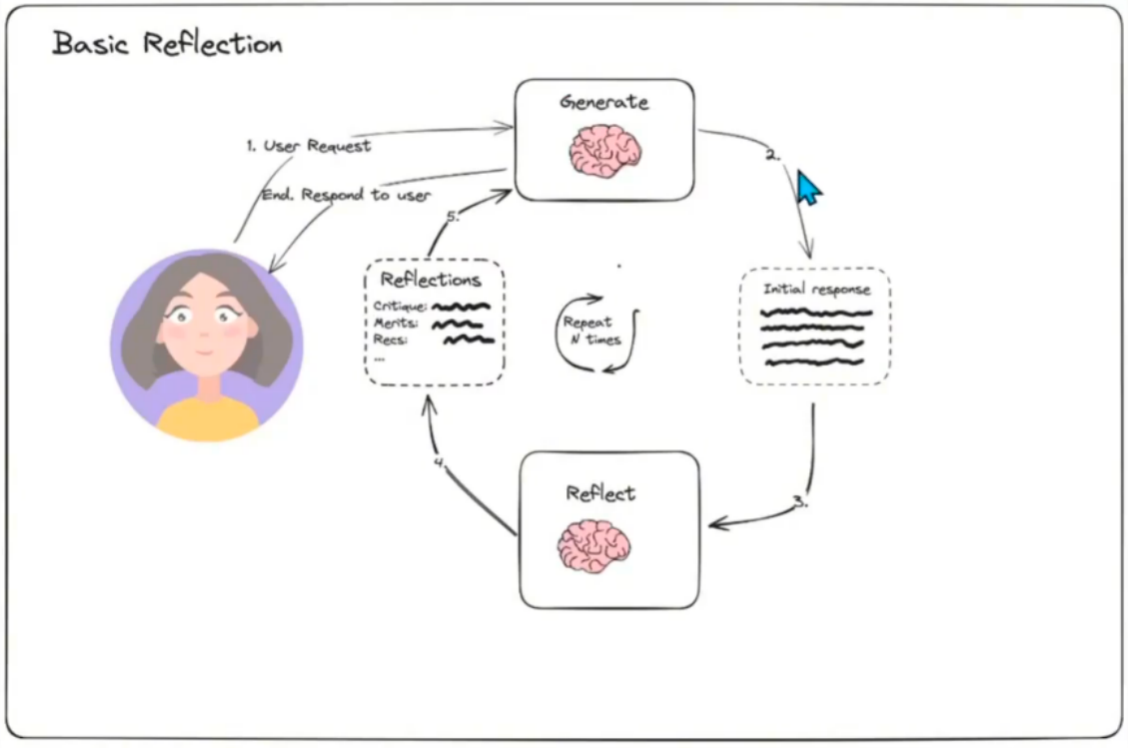 Basic Reflection
Generate
1. User Request
2.
End. Respond to user
5.
Reflections
Critique:
Merits:
Recs:
...
Repeat
N times
Initial response
4.
Reflect
3.